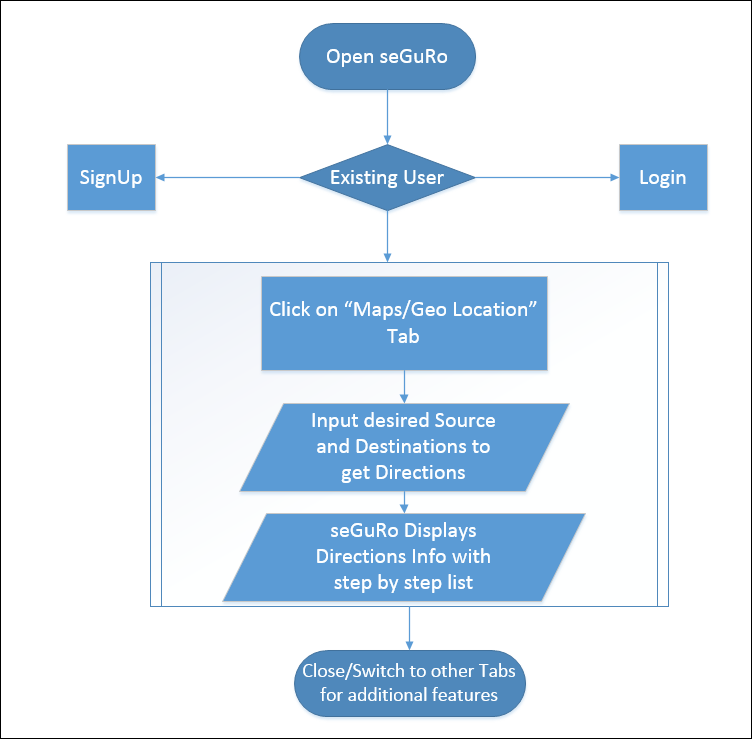 Open seGuRo
SignUp
Existing User
Login
Click on “Maps/Geo Location”
Tab
Input desired Source
and Destinations to
get Directions
seGuRo Displays
Directions Info with
step by step list
Close/Switch to other Tabs
for additional features